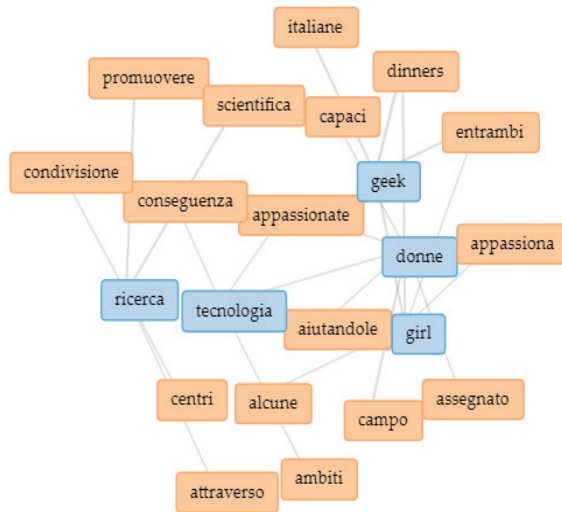 italiane
dinners
promuovere
scientifica
capaci
entrambi
condivisione
geek
conseguenza
appassionate
donne
appassiona
ricerca
tecnologia
aiutandole
girl
centri
alcune
campo
assegnato
attraverso
ambiti